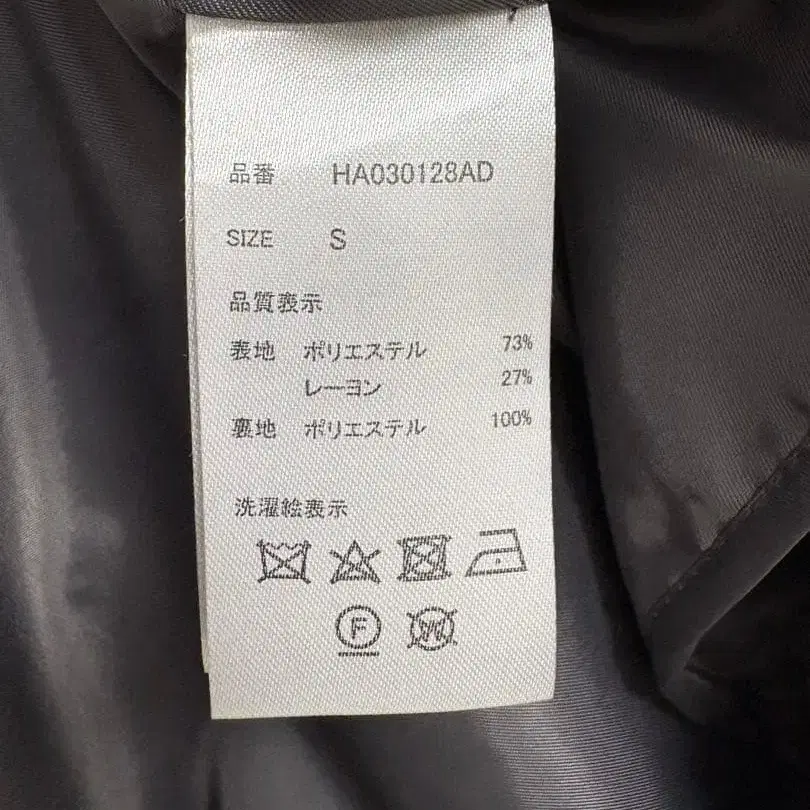 品番 HA030128AD
SIZE S
品質表示
表地 ポリエステル 73%
レーヨン 27%
裏地 ポリエステル 100%
洗濯絵表示
F W